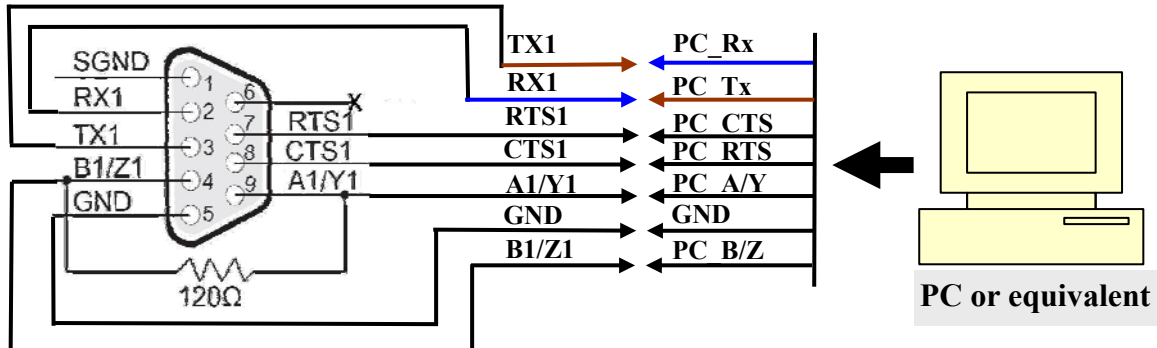 SGND
RX1
TX1
B1/Z1
GND
1
2
3
4
5
6
7
8
9
X
RTS1
CTS1
A1/Y1
120Ω
TX1
RX1
RTS1
CTS1
A1/Y1
GND
B1/Z1
PC_Rx
PC_Tx
PC_CTS
PC_RTS
PC_A/Y
GND
PC_B/Z
PC or equivalent